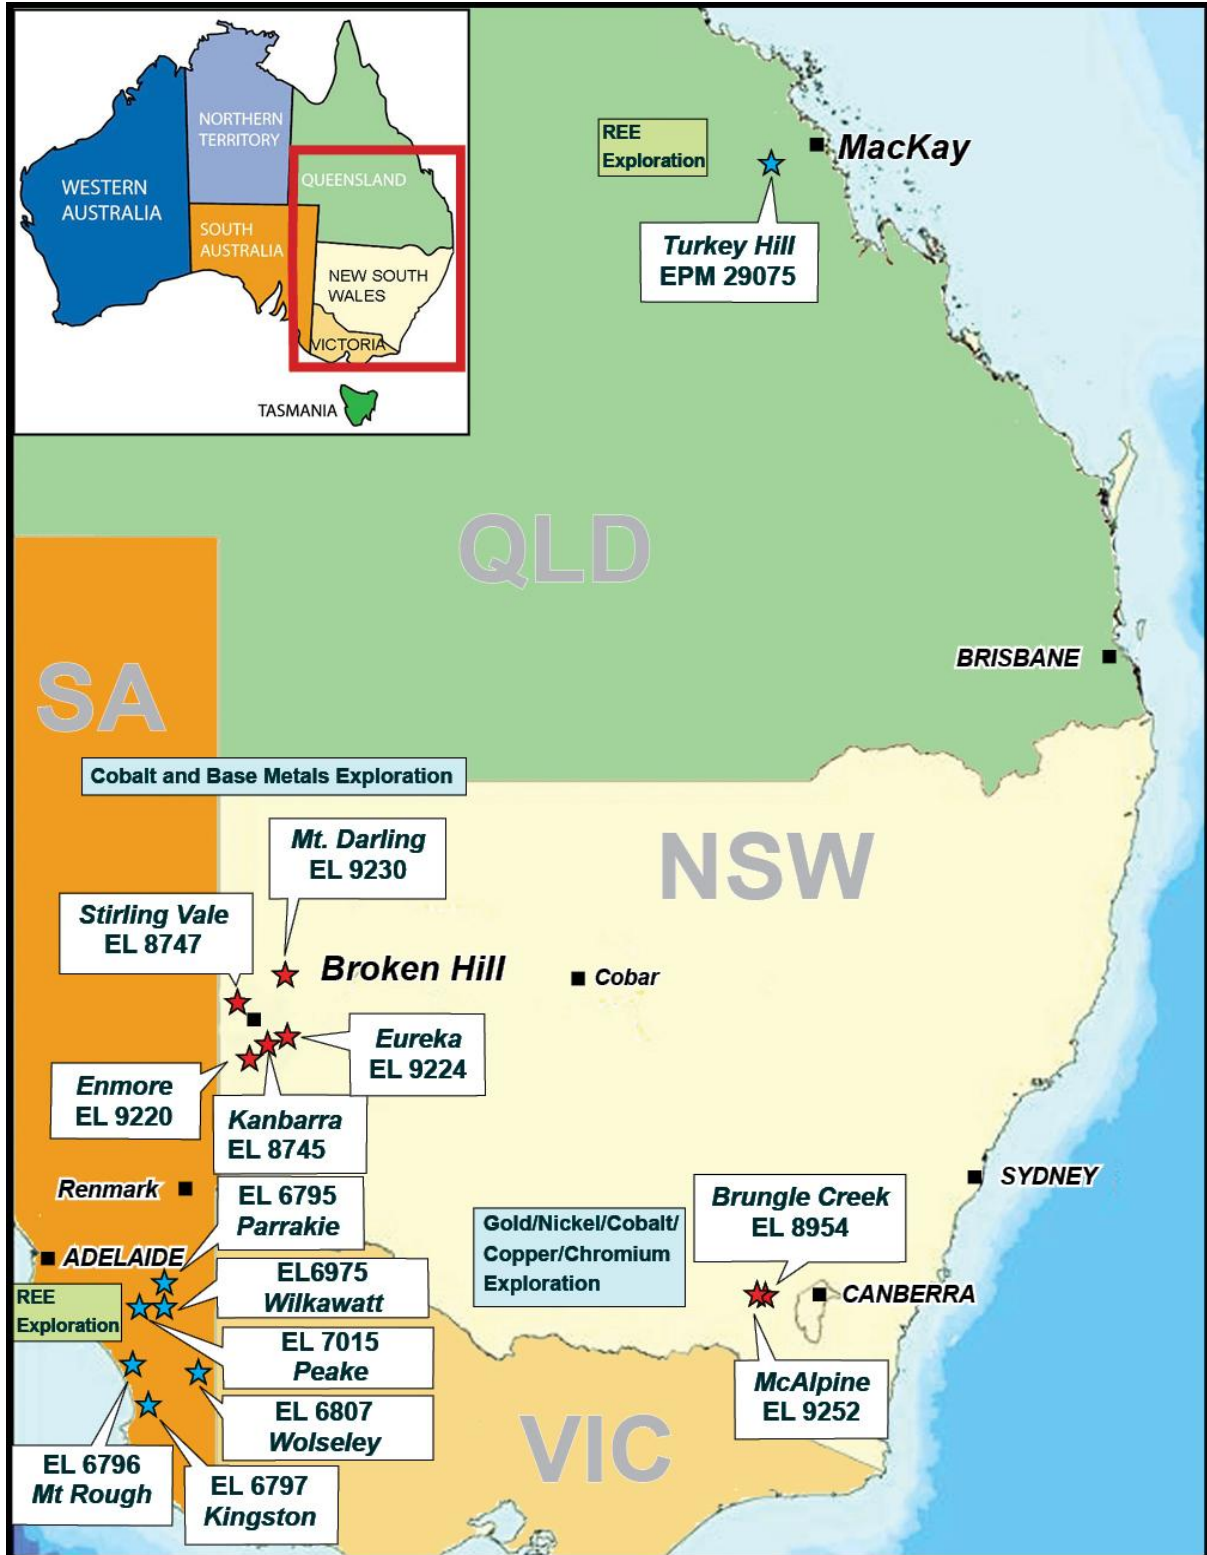 NORTHERN
TERRITORY
WESTERN
AUSTRALIA
QUEENSLAND
SOUTH
AUSTRALIA
NEW SOUTH
WALES
VICTORIA
TASMANIA
REE
Exploration
MacKay
Turkey Hill
EPM 29075
QLD
BRISBANE
SA
Cobalt and Base Metals Exploration
Mt. Darling
EL 9230
NSW
Stirling Vale
EL 8747
Broken Hill
Cobar
Eureka
EL 9224
Enmore
EL 9220
Kanbarra
EL 8745
Renmark
EL 6795
Parrakie
Brungle Creek
EL 8954
SYDNEY
Gold/Nickel/Cobalt/
Copper/Chromium
Exploration
ADELAIDE
EL6975
Wilkawatt
CANBERRA
REE
Exploration
EL 7015
Peake
McAlpine
EL 9252
EL 6807
Wolseley
VIC
EL 6796
Mt Rough
EL 6797
Kingston